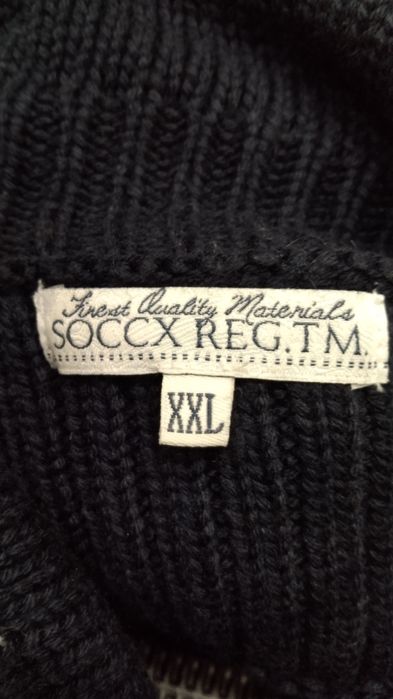 Finest Quality Materials
SOCCX REG.TM.
XXL